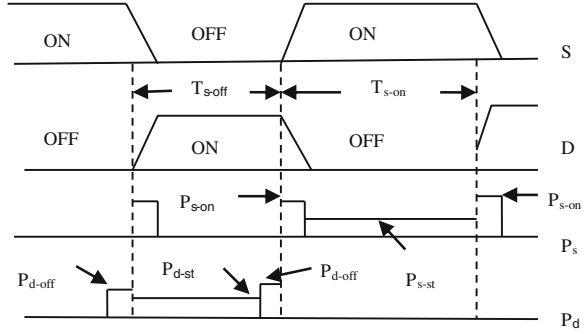 ON OFF ON S
Ts-off Ts-on
OFF ON OFF D
Ps-on Ps-on
Ps
Pd-off Pd-st Pd-off Ps-st
Pd